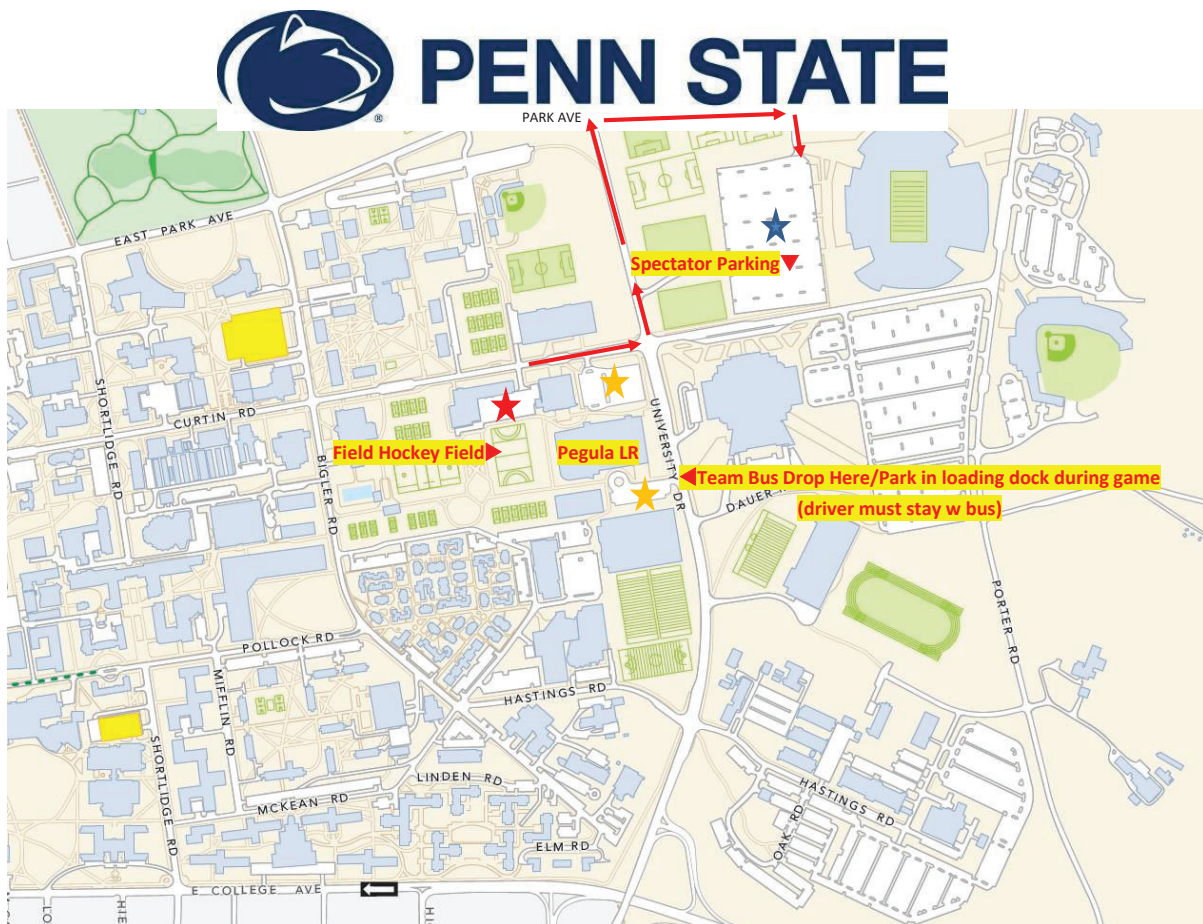 PENN STATE
®
PARK AVE
EAST PARK AVE
Spectator Parking
SHORTLIDGE RD
CURTIN RD
BIGLER RD
UNIVERSITY DR
Field Hockey Field
Pegula LR
Team Bus Drop Here/Park in loading dock during game
(driver must stay w bus)
DAUER
PORTER RD
POLLOCK RD
MIFFLIN RD
HASTINGS RD
SHORTLIDGE RD
LINDEN RD
MCKEAN RD
HASTINGS RD
OAK RD
ELM RD
E COLLEGE AVE
LO
HIE
HI